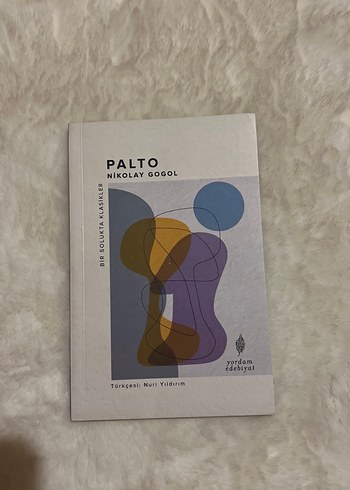 PALTO
NİKOLAY GOGOL
BİR SOLUKTA KLASİKLER
yordam
edebiyat
Türkçesi: Nuri Yıldırım